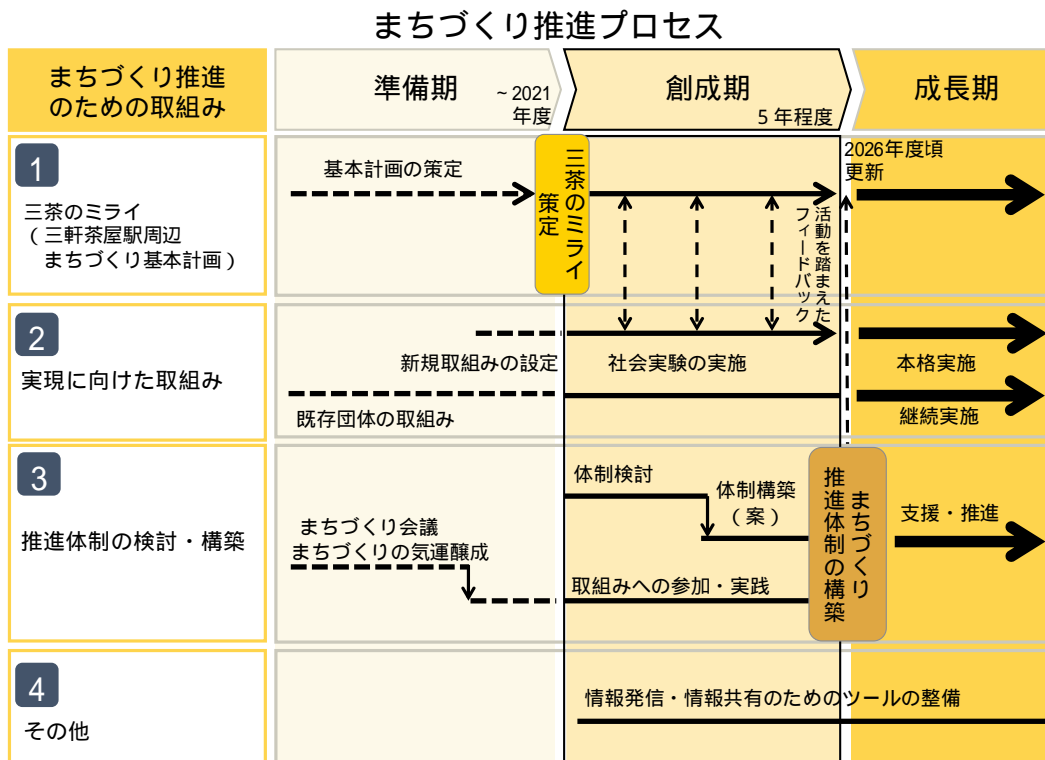 まちづくり推進プロセス
まちづくり推進
のための取組み
準備期
~2021
年度
創成期
5年程度
成長期
1
三茶のミライ
(三軒茶屋駅周辺
まちづくり基本計画)
基本計画の策定
三茶のミライ
策定
活動を踏まえた
フィードバック
2026年度頃
更新
2
実現に向けた取組み
新規取組みの設定
社会実験の実施
本格実施
既存団体の取組み
継続実施
3
推進体制の検討・構築
まちづくり会議
まちづくりの気運醸成
体制検討
体制構築
(案)
取組みへの参加・実践
まちづくり
推進体制の構築
支援・推進
4
その他
情報発信・情報共有のためのツールの整備